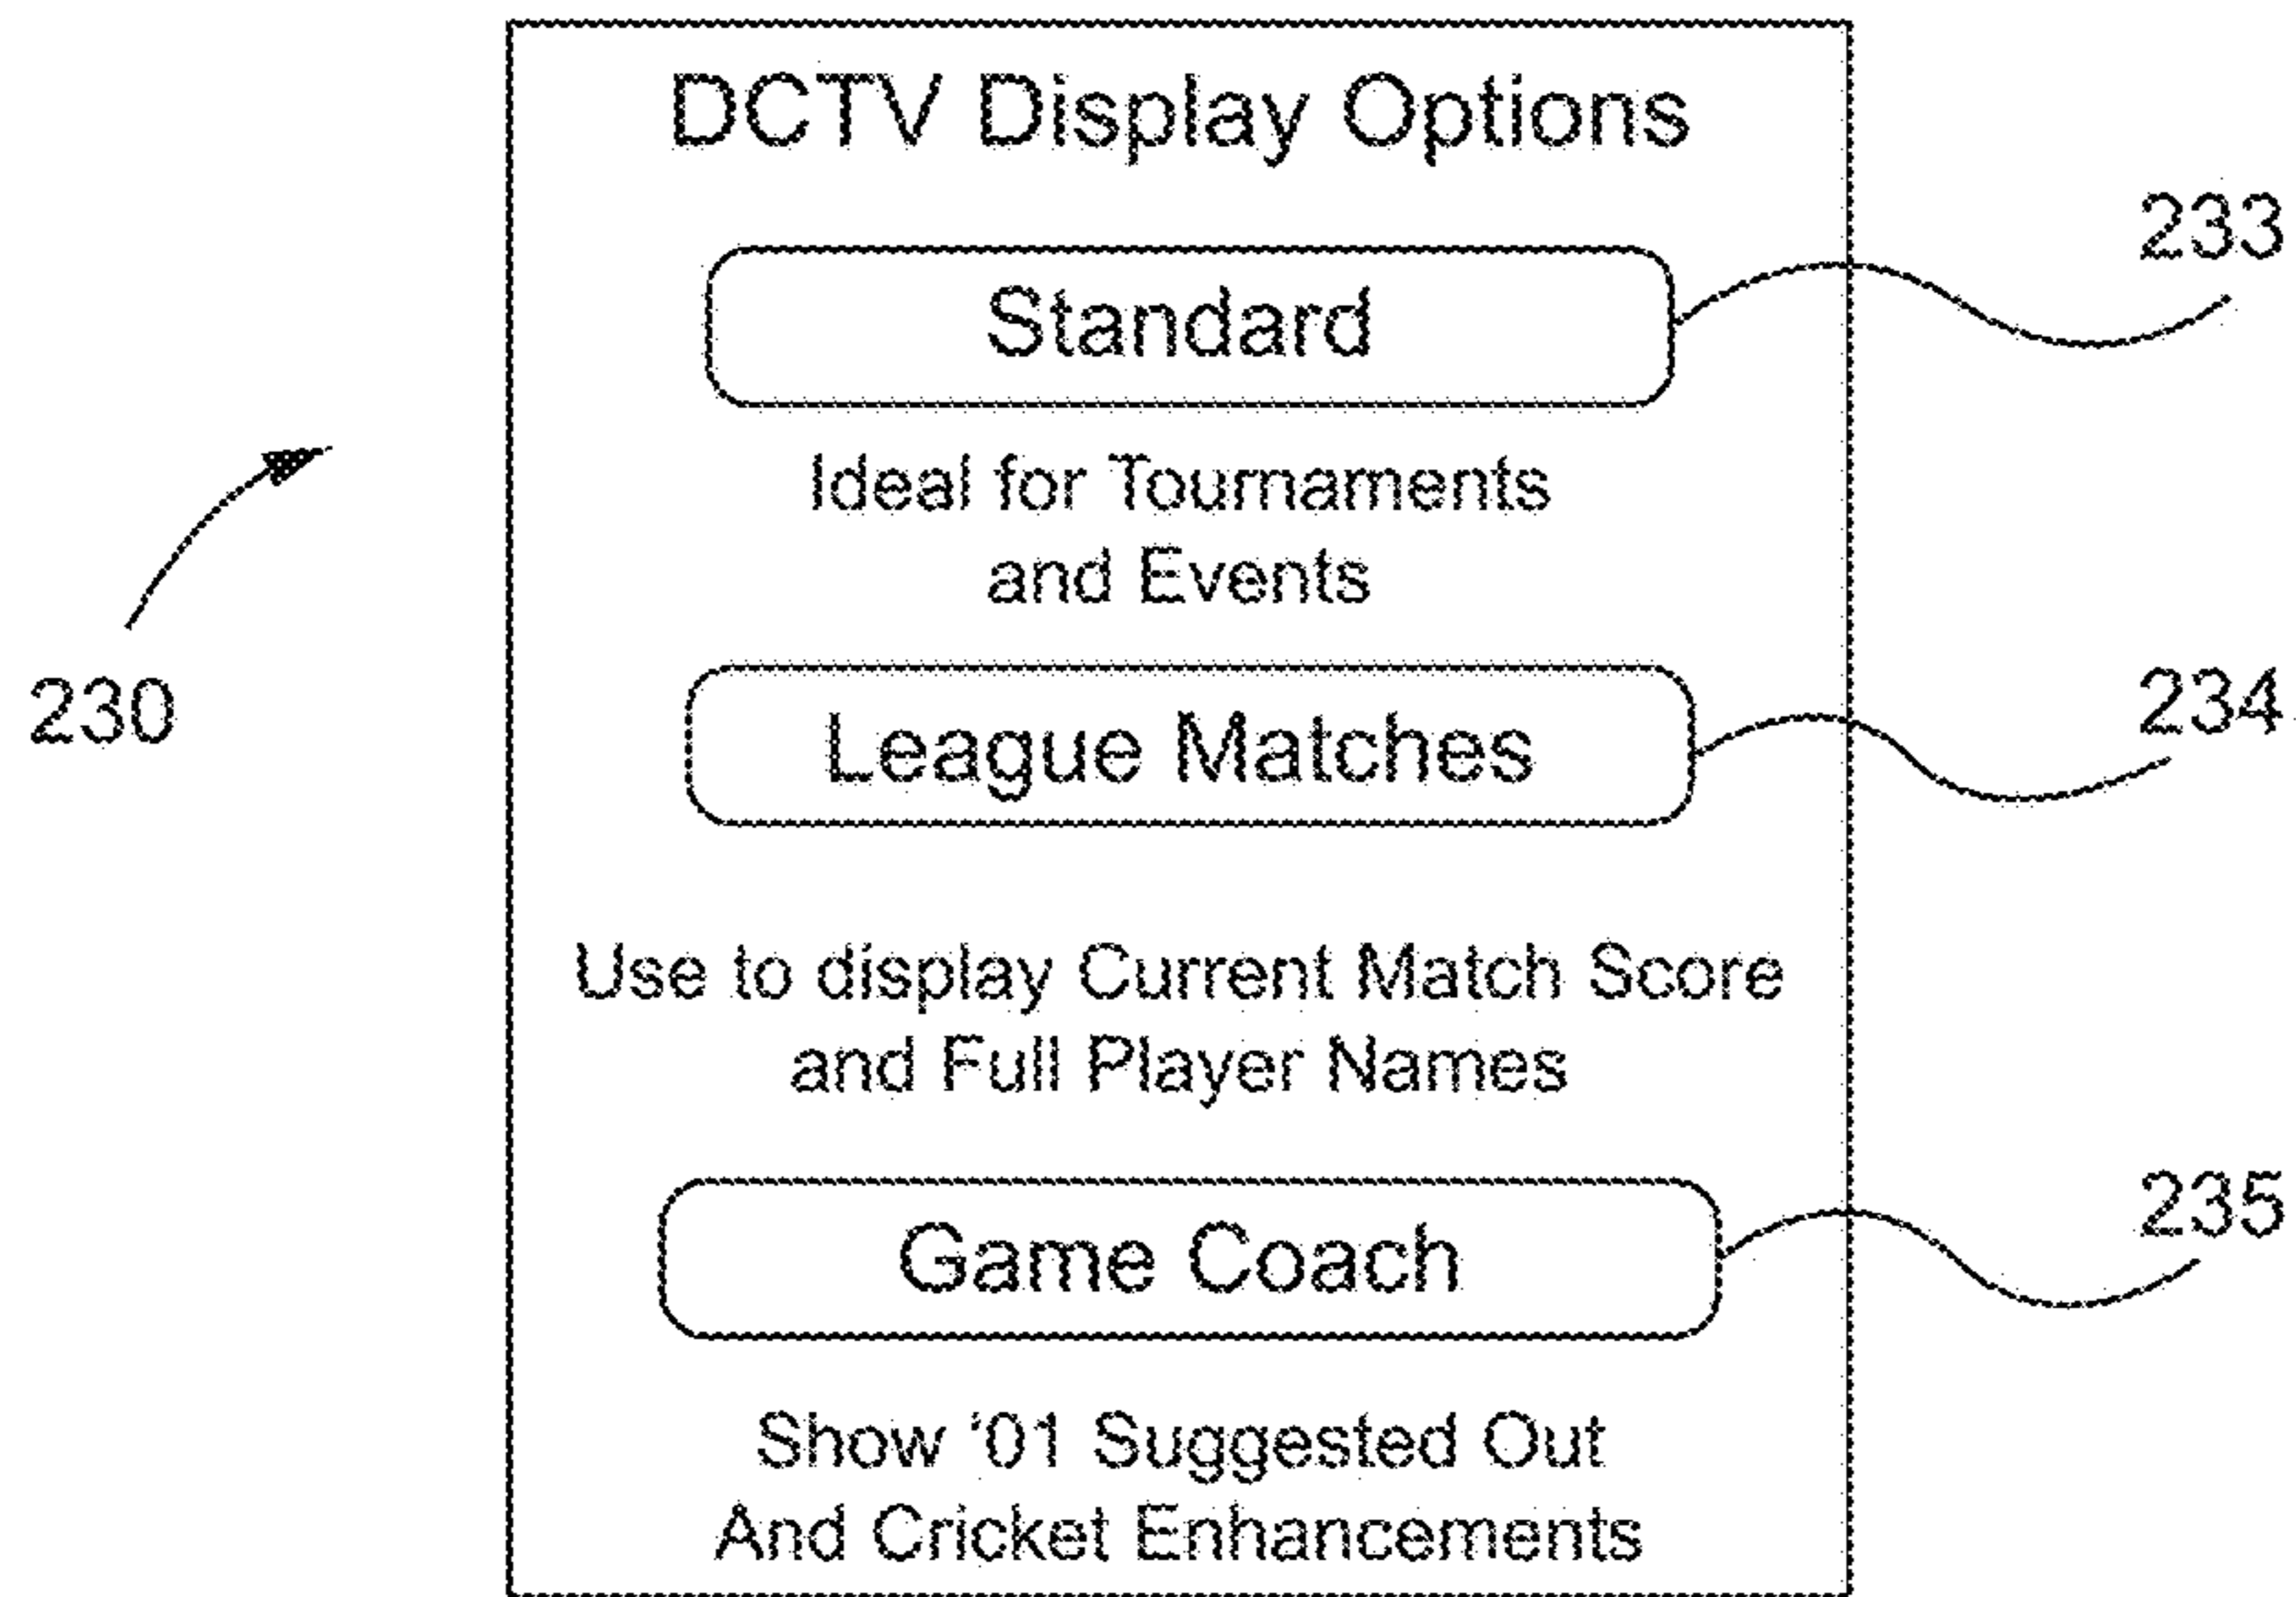 DCTV Display Options
233
Standard
Ideal for Tournaments
and Events
230
234
League Matches
Use to display Current Match Score
and Full Player Names
235
Game Coach
Show '01 Suggested Out
And Cricket Enhancements